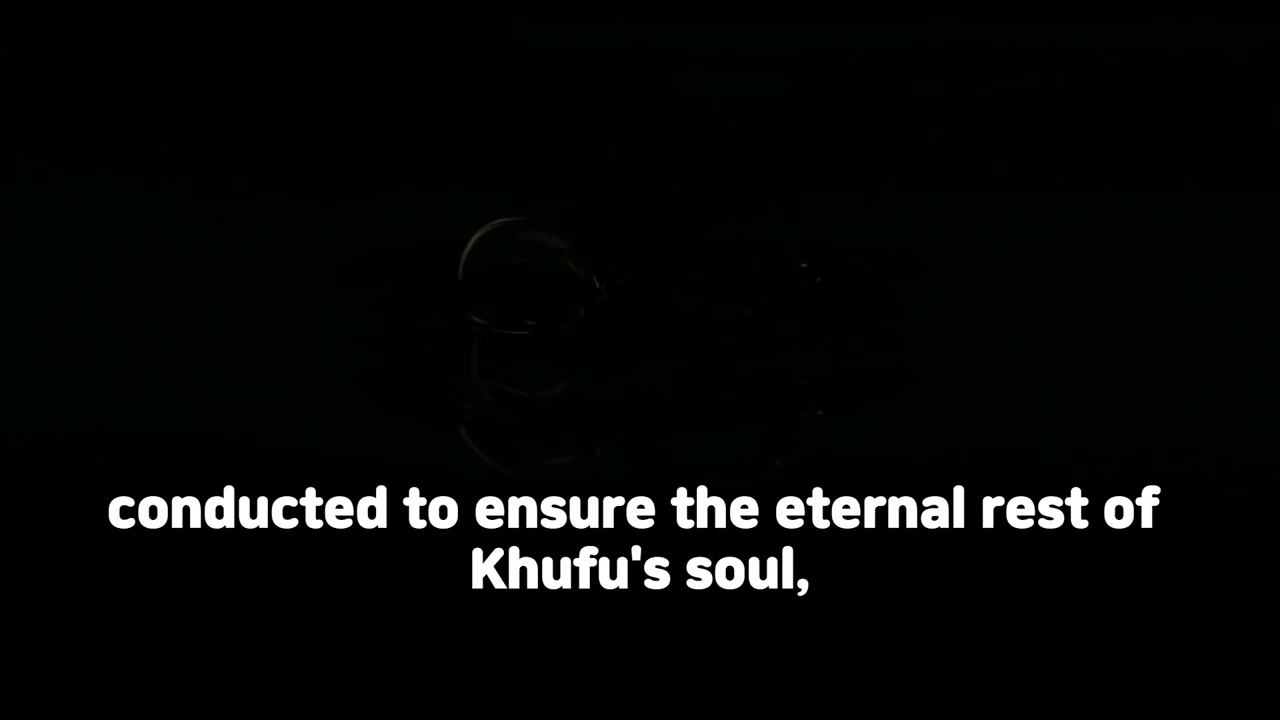 conducted to ensure the eternal rest of
Khufu's soul,